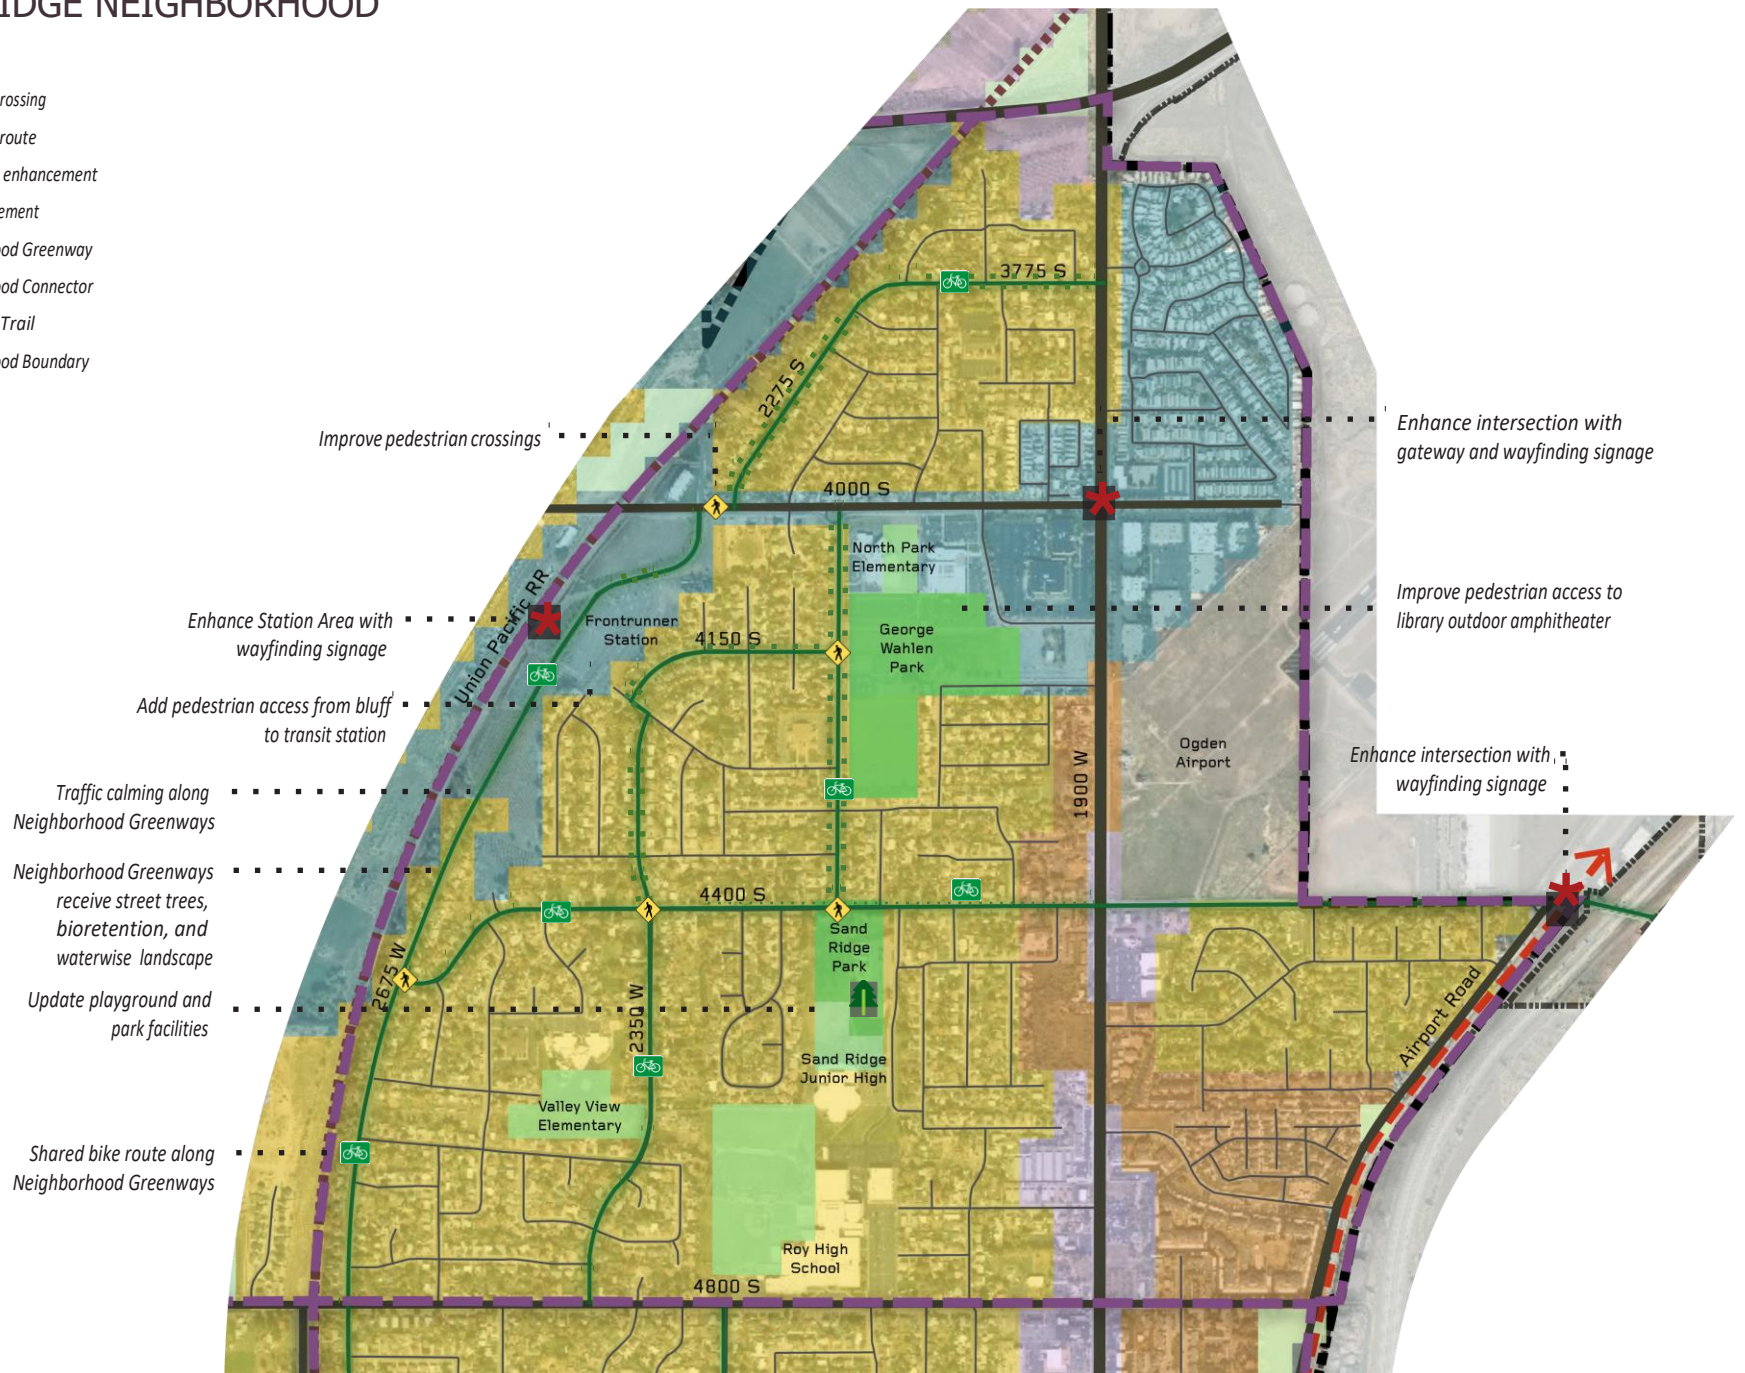 IDGE NEIGHBORHOOD
rossing
route
enhancement
ement
ood Greenway
ood Connector
Trail
ood Boundary
3775 S
2275 S
Improve pedestrian crossings
Enhance intersection with
gateway and wayfinding signage
4000 S
North Park
Elementary
Union Pacific RR
Enhance Station Area with
wayfinding signage
Frontrunner
Station
4150 S
George
Wahlen
Park
Improve pedestrian access to
library outdoor amphitheater
Add pedestrian access from bluff
to transit station
Ogden
Airport
1900 W
Enhance intersection with
wayfinding signage
Traffic calming along
Neighborhood Greenways
Neighborhood Greenways
receive street trees,
bioretention, and
waterwise landscape
4400 S
Sand
Ridge
Park
2675 W
Update playground and
park facilities
2350 W
Airport Road
Sand Ridge
Junior High
Valley View
Elementary
Shared bike route along
Neighborhood Greenways
Roy High
School
4800 S